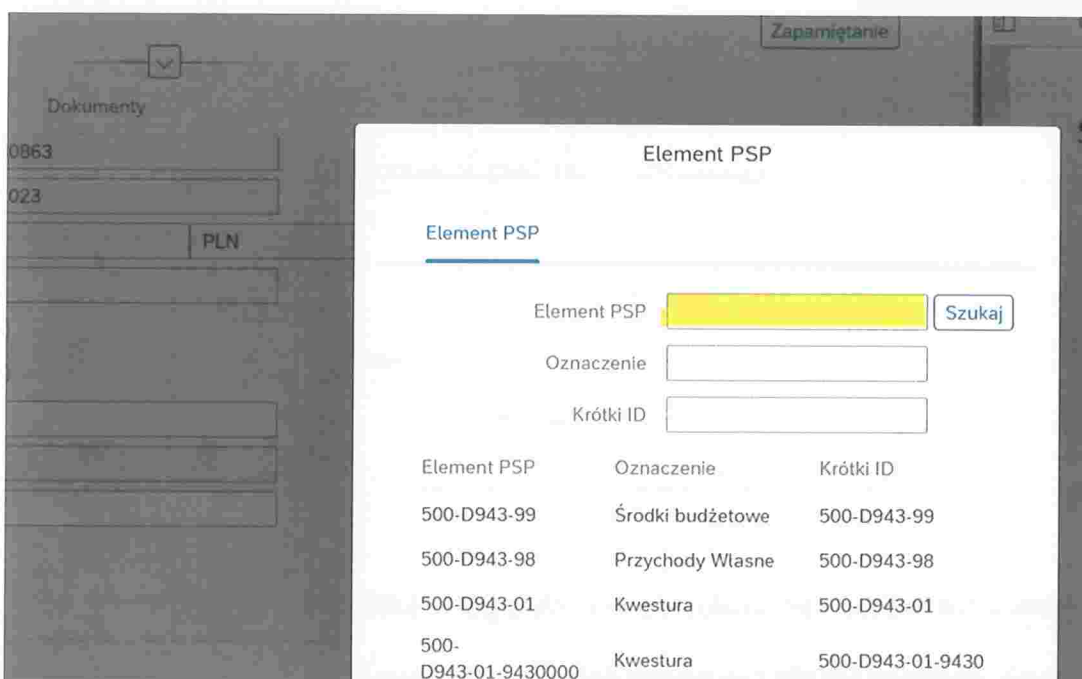 Zapamiętanie
Dokumenty
0863
023
PLN
Element PSP
Element PSP
Element PSP
Szukaj
Oznaczenie
Krótki ID
Element PSP Oznaczenie Krótki ID
500-D943-99 Środki budżetowe 500-D943-99
500-D943-98 Przychody Własne 500-D943-98
500-D943-01 Kwestura 500-D943-01
500-
D943-01-9430000 Kwestura 500-D943-01-9430